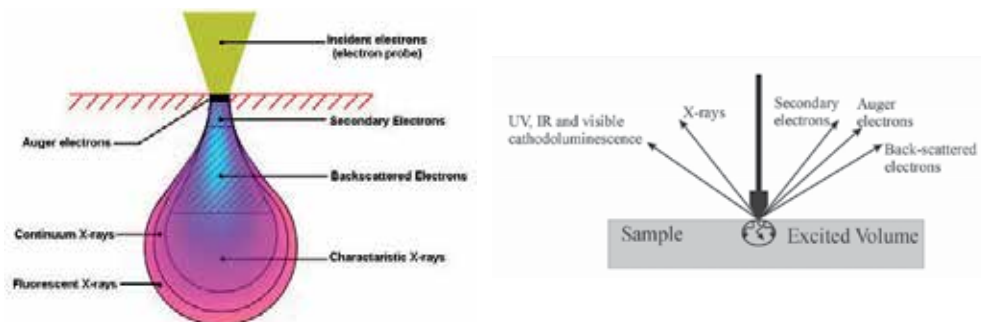 Incident electrons
(electron probe)
Auger electrons
Secondary Electrons
Backscattered Electrons
Continuum X-rays
Charactaristic X-rays
Fluorescent X-rays
UV, IR and visible
cathodoluminescence
X-rays
Secondary
electrons
Auger
electrons
Back-scattered
electrons
Sample
Excited Volume